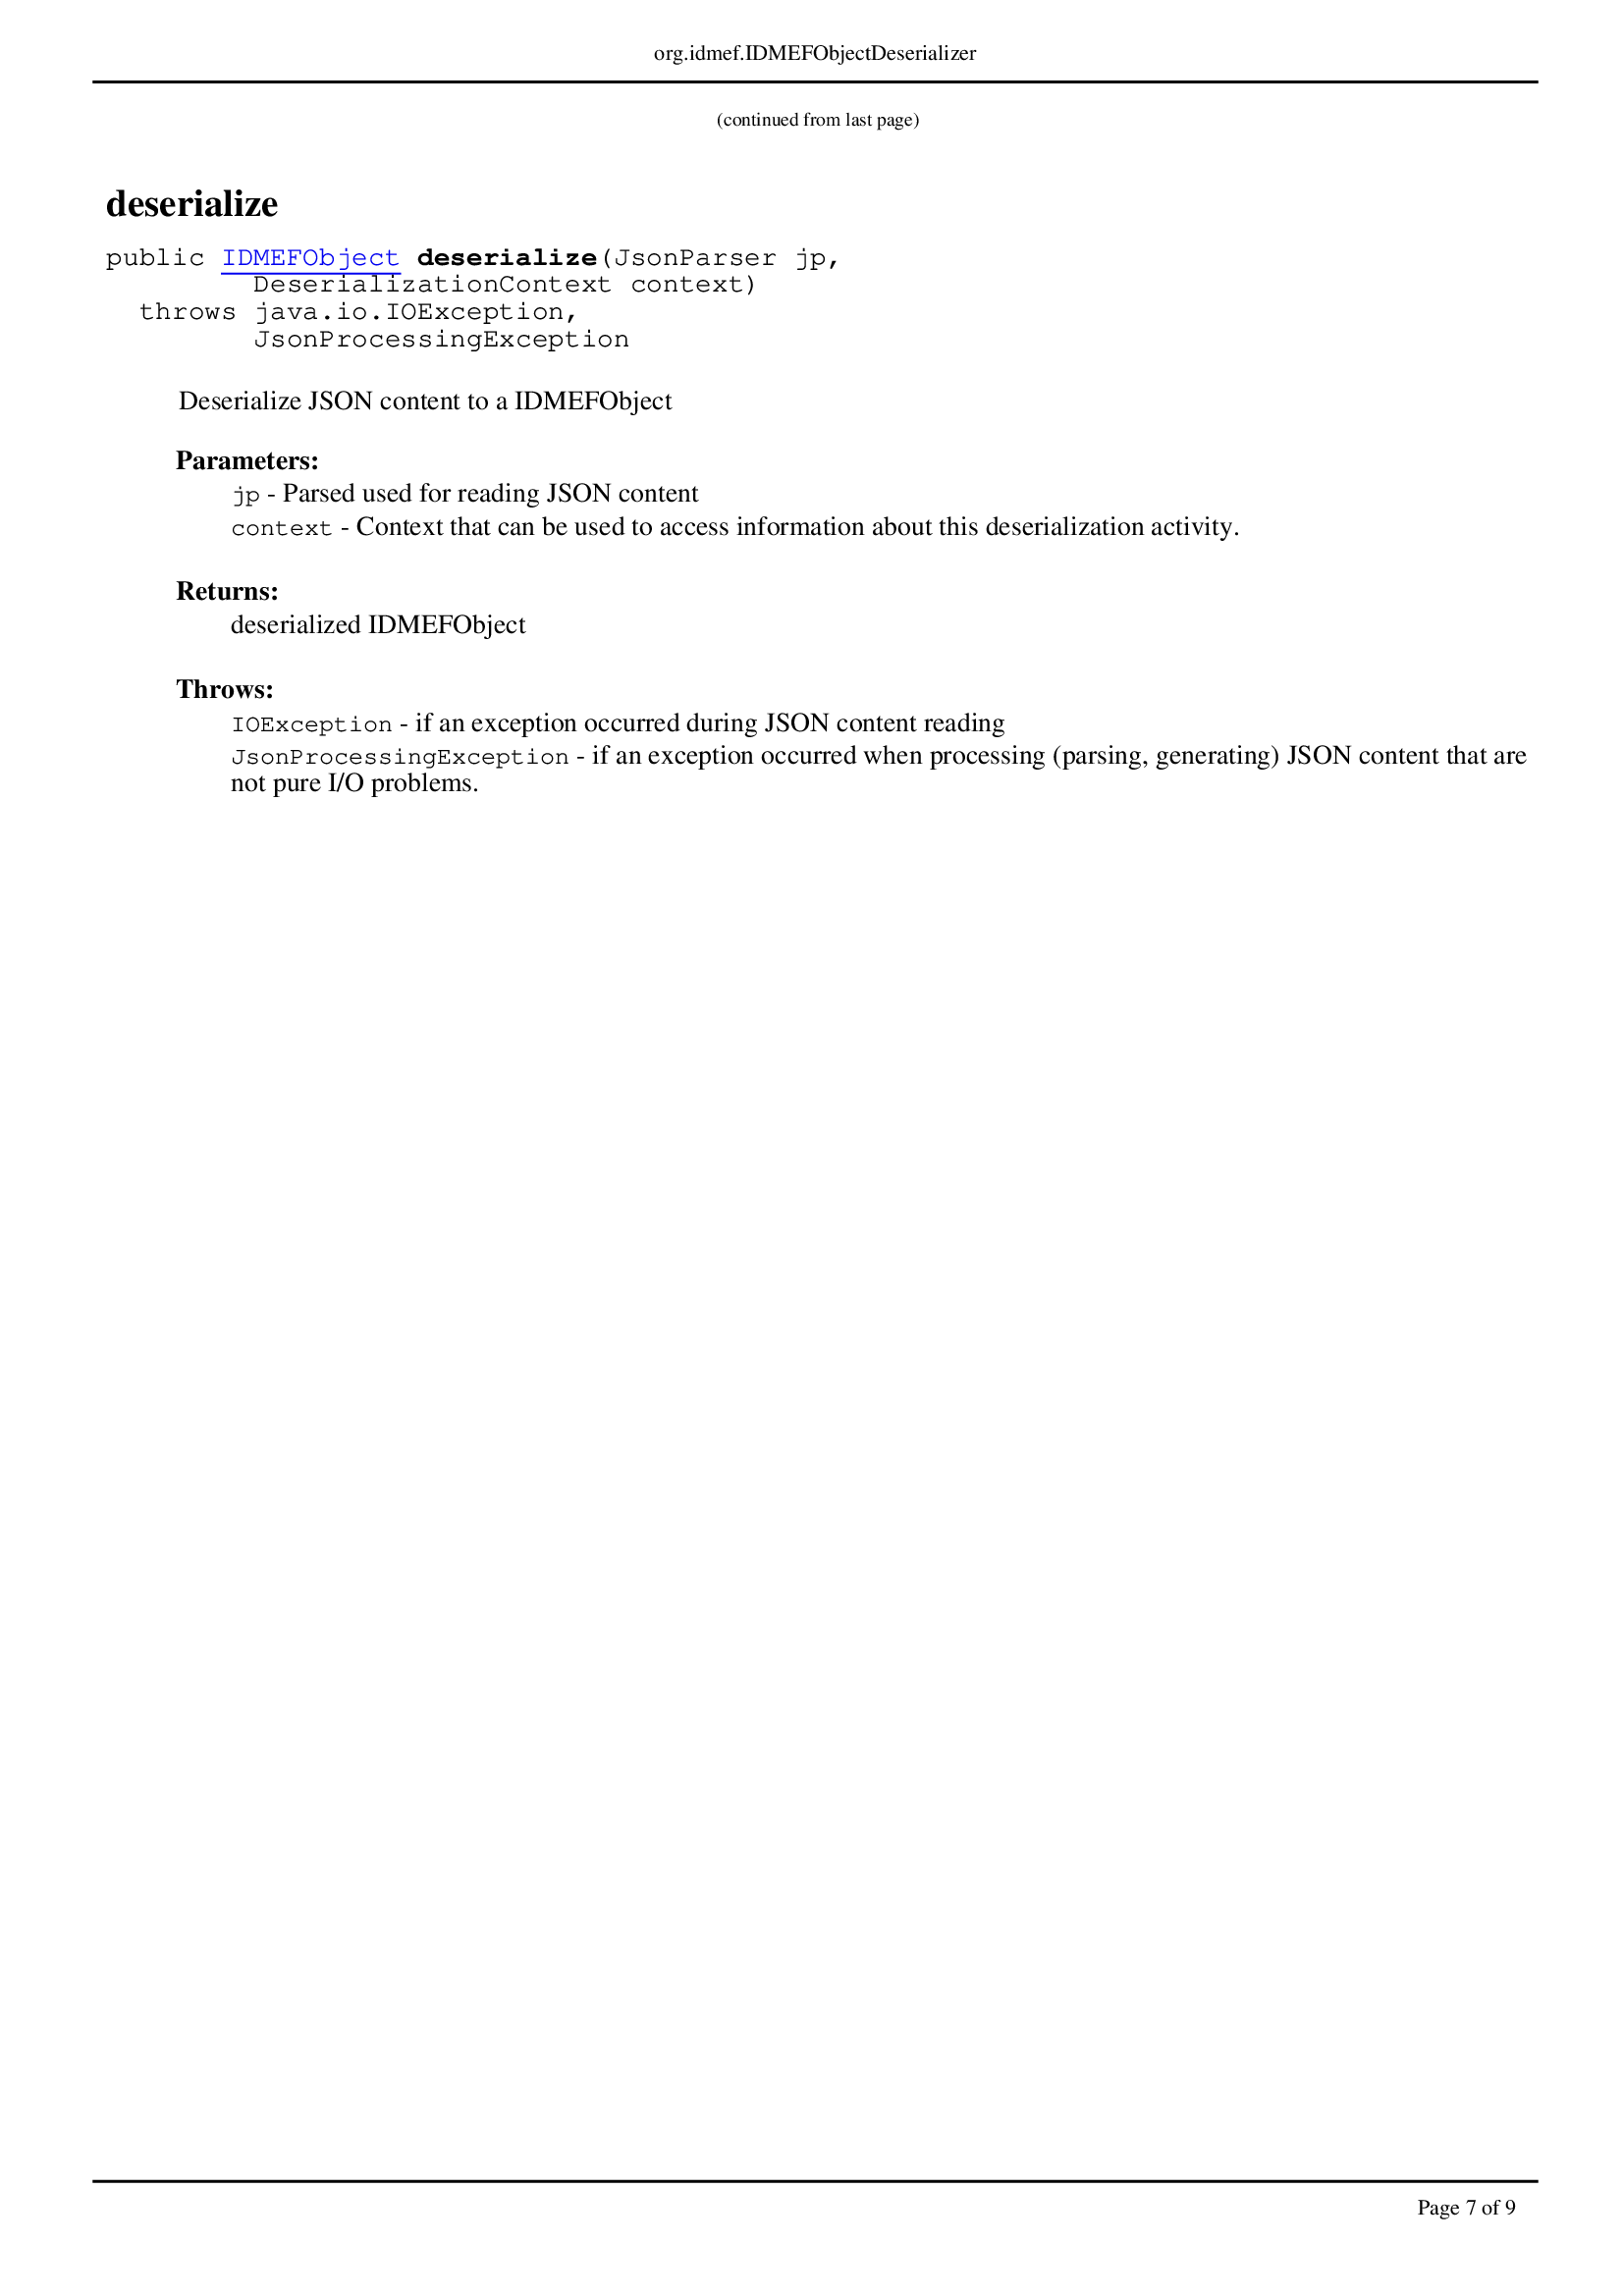 org.idmef.IDMEFObjectDeserializer
(continued from last page)
deserialize
public IDMEFObject deserialize(JsonParser jp,
DeserializationContext context)
throws java.io.IOException,
JsonProcessingException
Deserialize JSON content to a IDMEFObject
Parameters:
jp - Parsed used for reading JSON content
context - Context that can be used to access information about this deserialization activity.
Returns:
deserialized IDMEFObject
Throws:
IOException - if an exception occurred during JSON content reading
JsonProcessingException - if an exception occurred when processing (parsing, generating) JSON content that are
not pure I/O problems.
Page 7 of 9